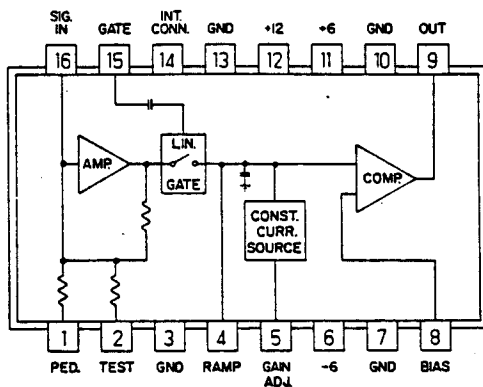 SIG. IN GATE INT. CONN. GND +12 +6 GND OUT
16 15 14 13 12 11 10 9
AMP.
LIN. GATE
COMP.
CONST. CURR. SOURCE
1 2 3 4 5 6 7 8
PED. TEST GND RAMP GAIN ADJ. -6 GND BIAS